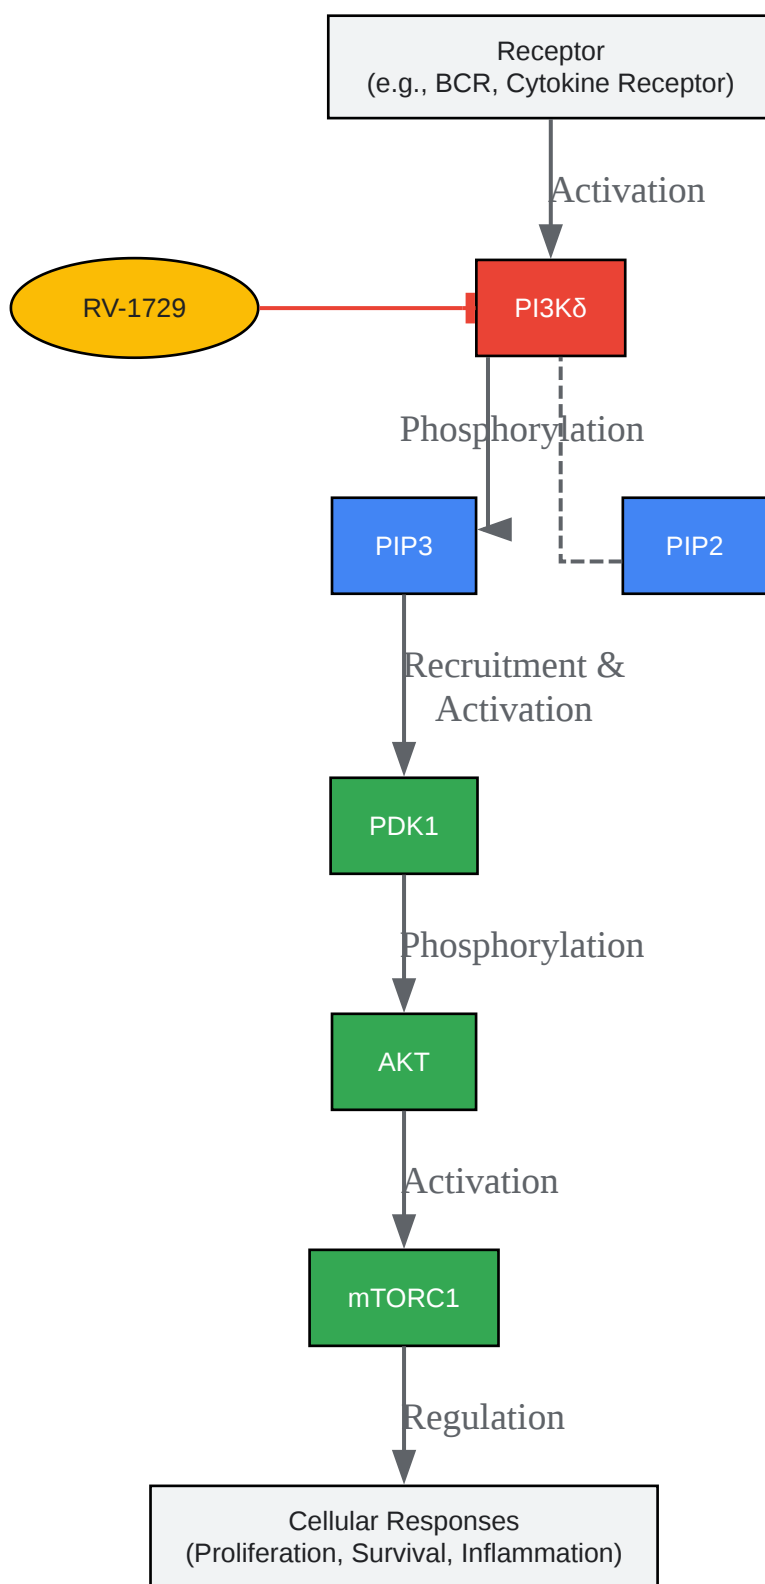 Receptor
(e.g., BCR, Cytokine Receptor)
Activation
RV-1729
PI3Kδ
Phosphorylation
PIP3
PIP2
Recruitment &
Activation
PDK1
Phosphorylation
AKT
Activation
mTORC1
Regulation
Cellular Responses
(Proliferation, Survival, Inflammation)